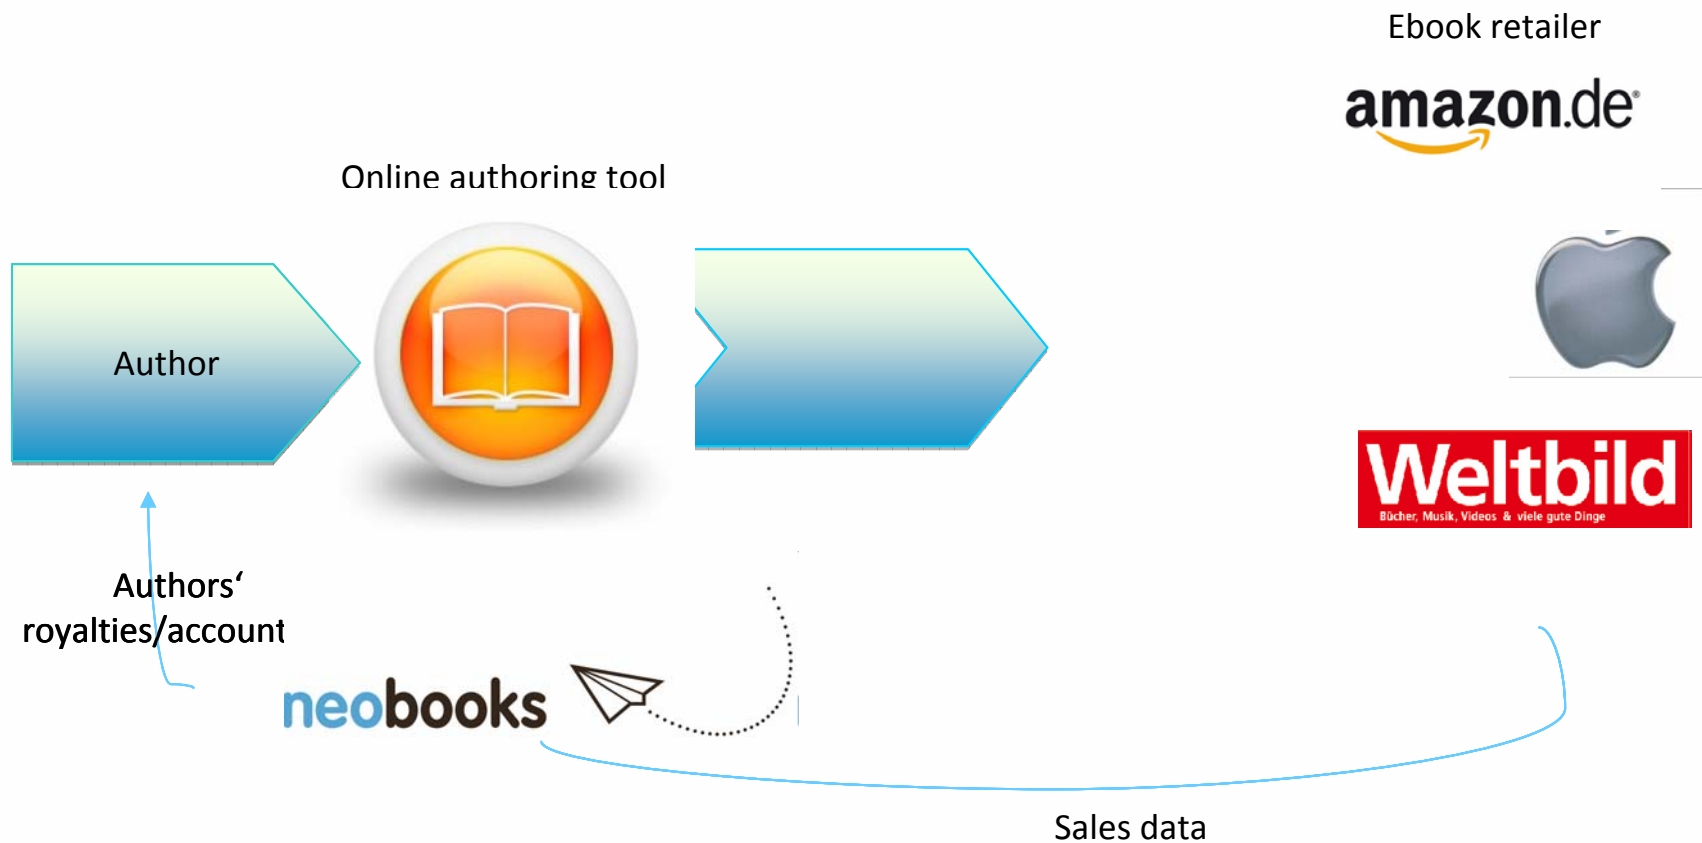 Ebook retailer
amazon.de
Online authoring tool
Author
Weltbild
Bücher, Musik, Videos & viele gute Dinge
Authors‘
royalties/account
neobooks
Sales data